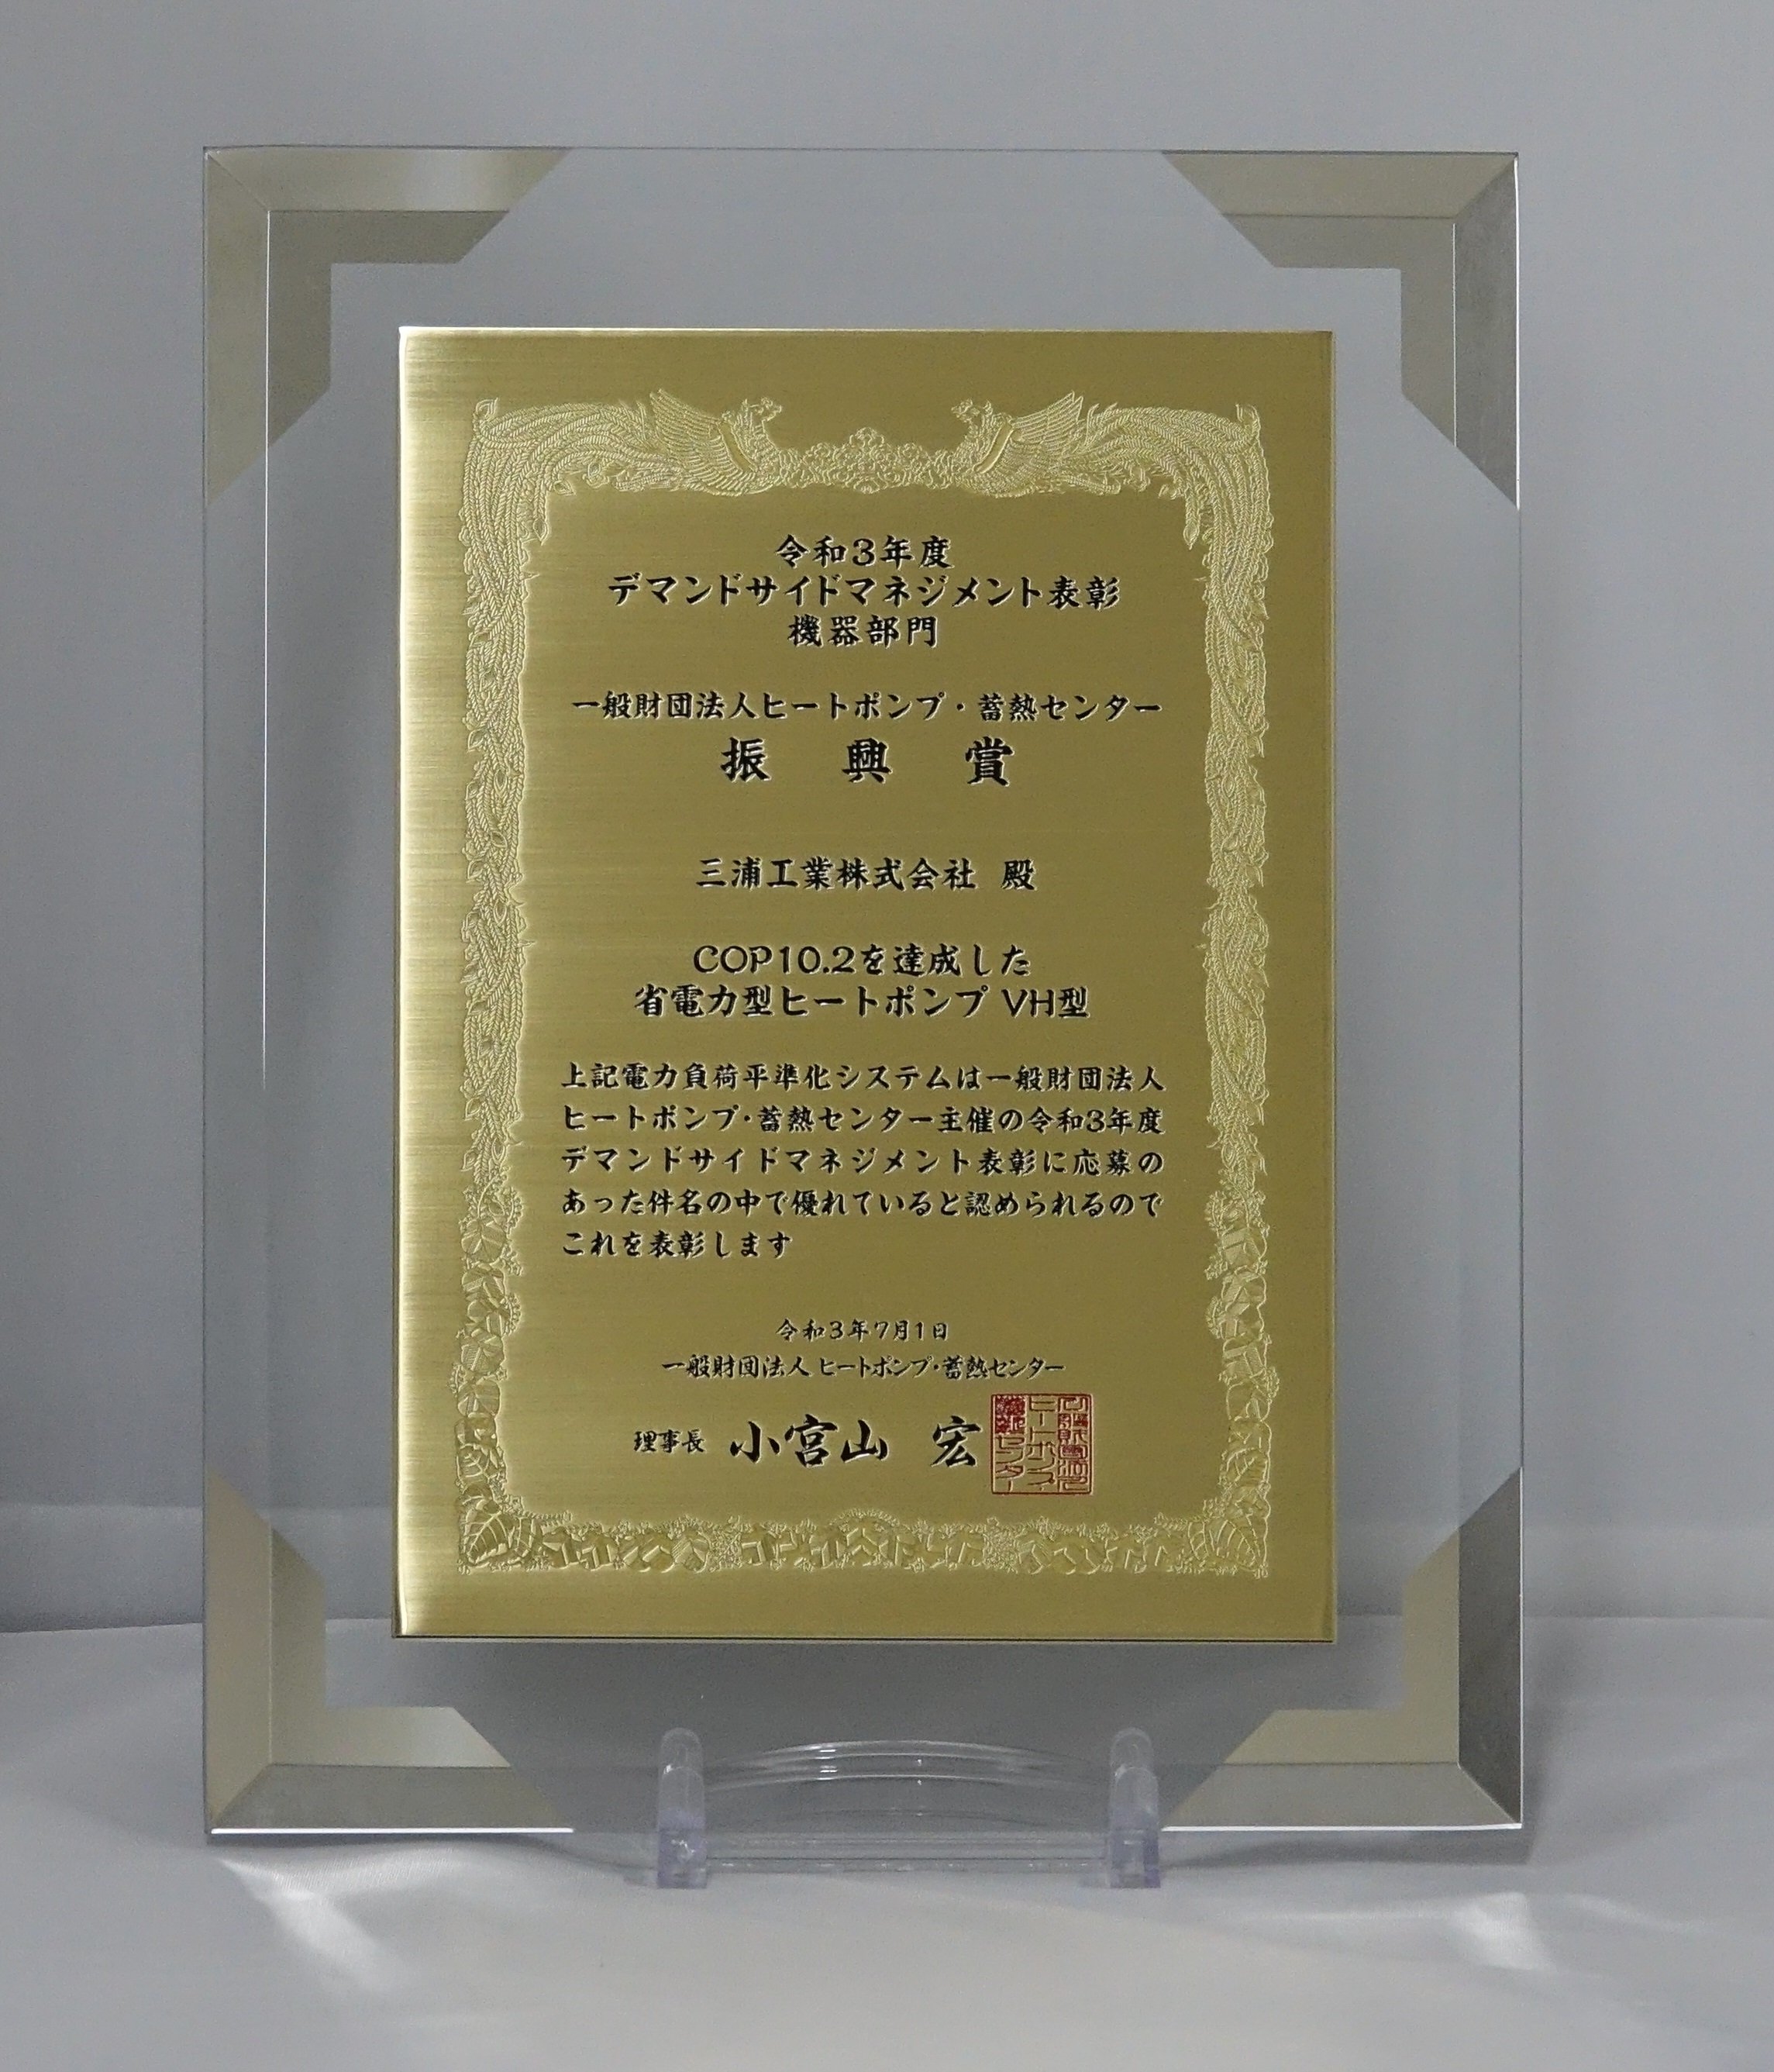 令和3年度
デマンドサイドマネジメント表彰
機器部門
一般財団法人ヒートポンプ・蓄熱センター
振興賞
三浦工業株式会社 殿
COP10.2を達成した
省電力型ヒートポンプ VH型
上記電力負荷平準化システムは一般財団法人
ヒートポンプ・蓄熱センター主催の令和3年度
デマンドサイドマネジメント表彰に応募の
あった件名の中で優れていると認められるので
これを表彰します
令和3年7月1日
一般財団法人 ヒートポンプ・蓄熱センター
理事長 小宮山 宏